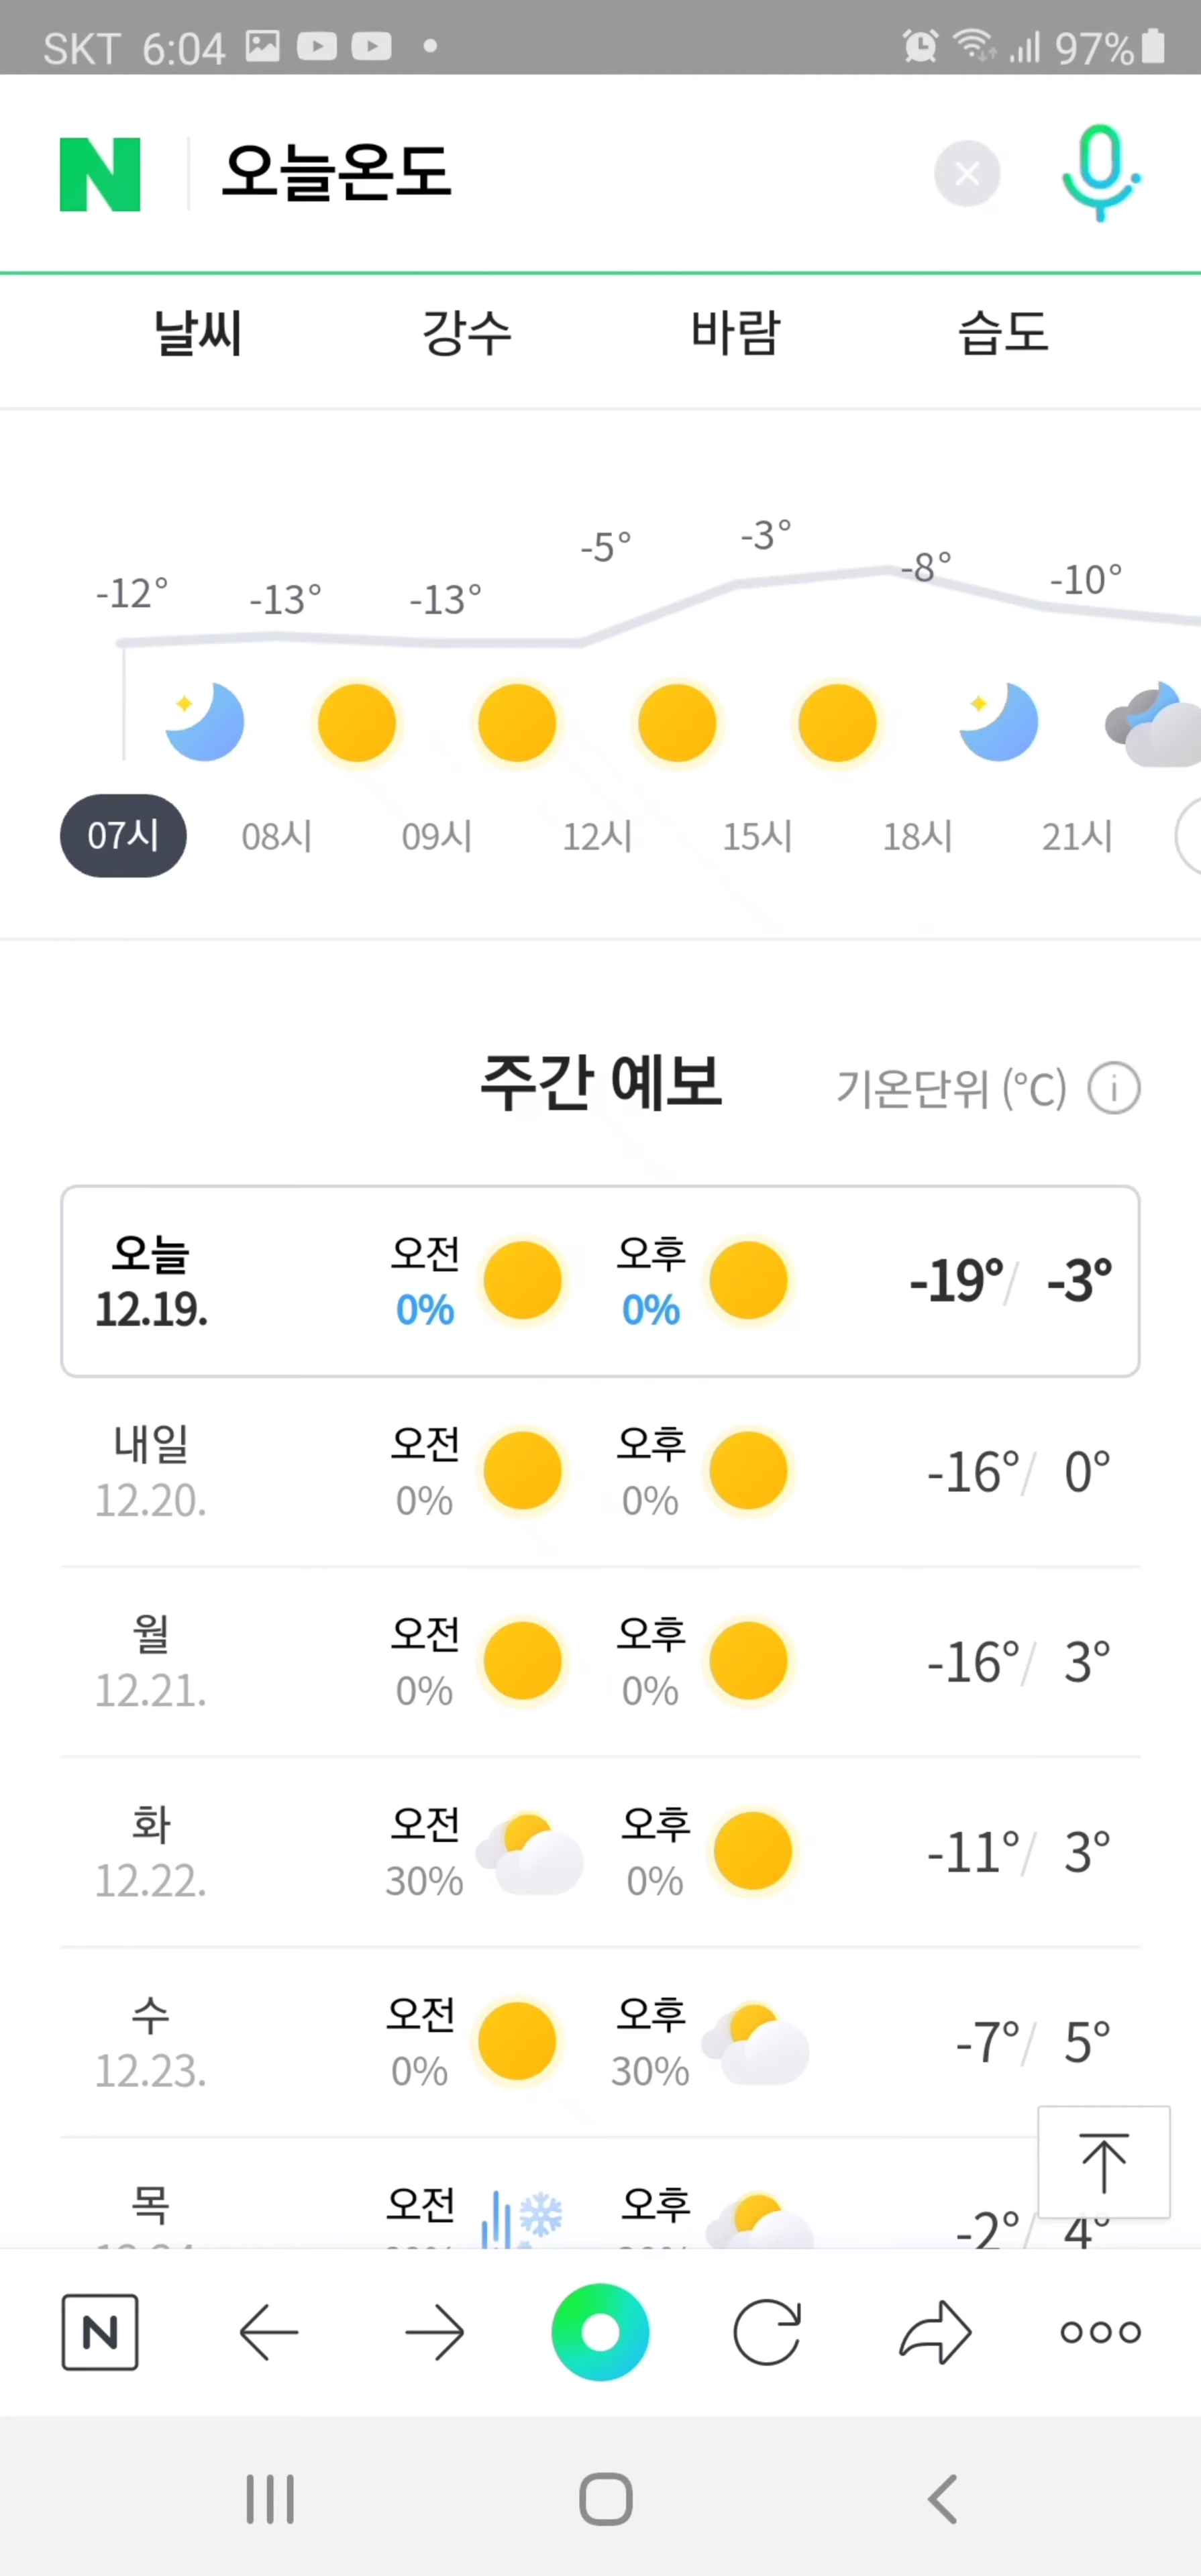 SKT 6:04 97%
N 오늘온도
날씨 강수 바람 습도
-12° -13° -13° -5° -3° -8° -10°
07시 08시 09시 12시 15시 18시 21시
주간 예보 기온단위 (°C)
오늘 오전 오후 -19°/ -3°
12.19. 0% 0%
내일 오전 오후 -16°/ 0°
12.20. 0% 0%
월 오전 오후 -16°/ 3°
12.21. 0% 0%
화 오전 오후 -11°/ 3°
12.22. 30% 0%
수 오전 오후 -7°/ 5°
12.23. 0% 30%
목 오전 오후 -2°/ 4°
N